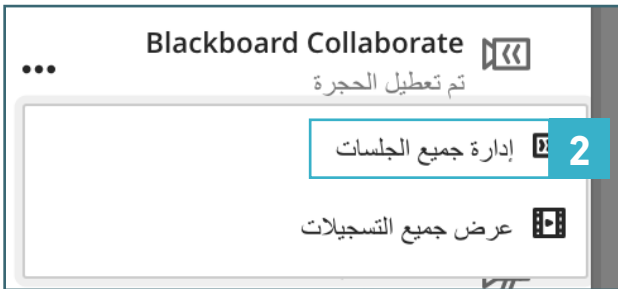 Blackboard Collaborate
تم تعطيل الحجرة
إدارة جميع الجلسات
2
عرض جميع التسجيلات